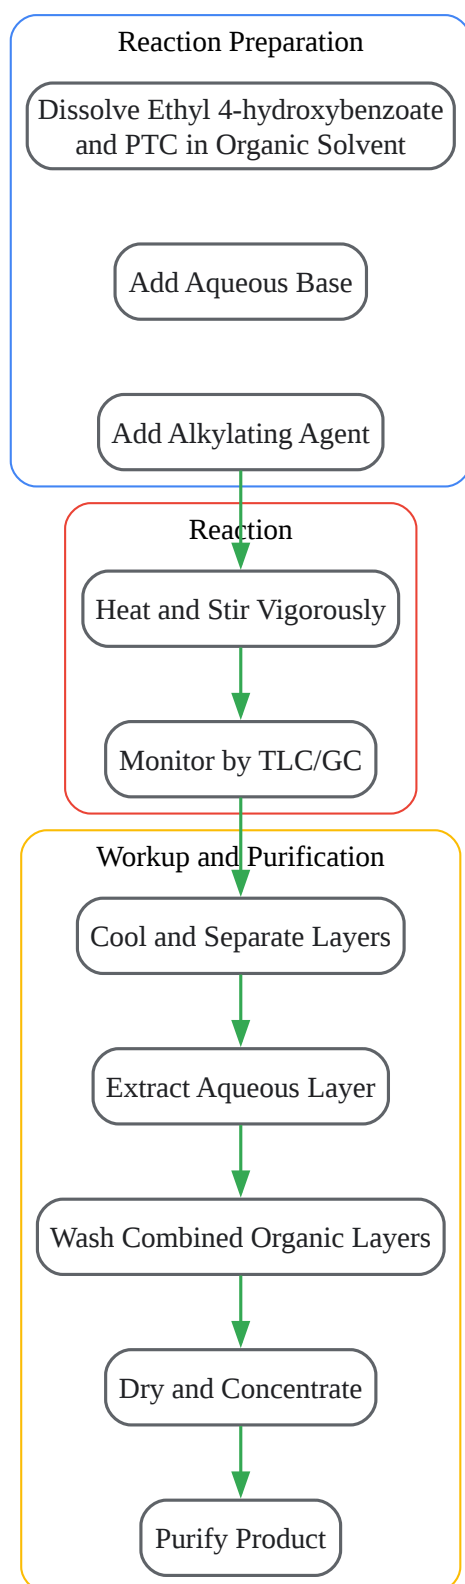 Reaction Preparation
Dissolve Ethyl 4-hydroxybenzoate
and PTC in Organic Solvent
Add Aqueous Base
Add Alkylating Agent
Reaction
Heat and Stir Vigorously
Monitor by TLC/GC
Workup and Purification
Cool and Separate Layers
Extract Aqueous Layer
Wash Combined Organic Layers
Dry and Concentrate
Purify Product